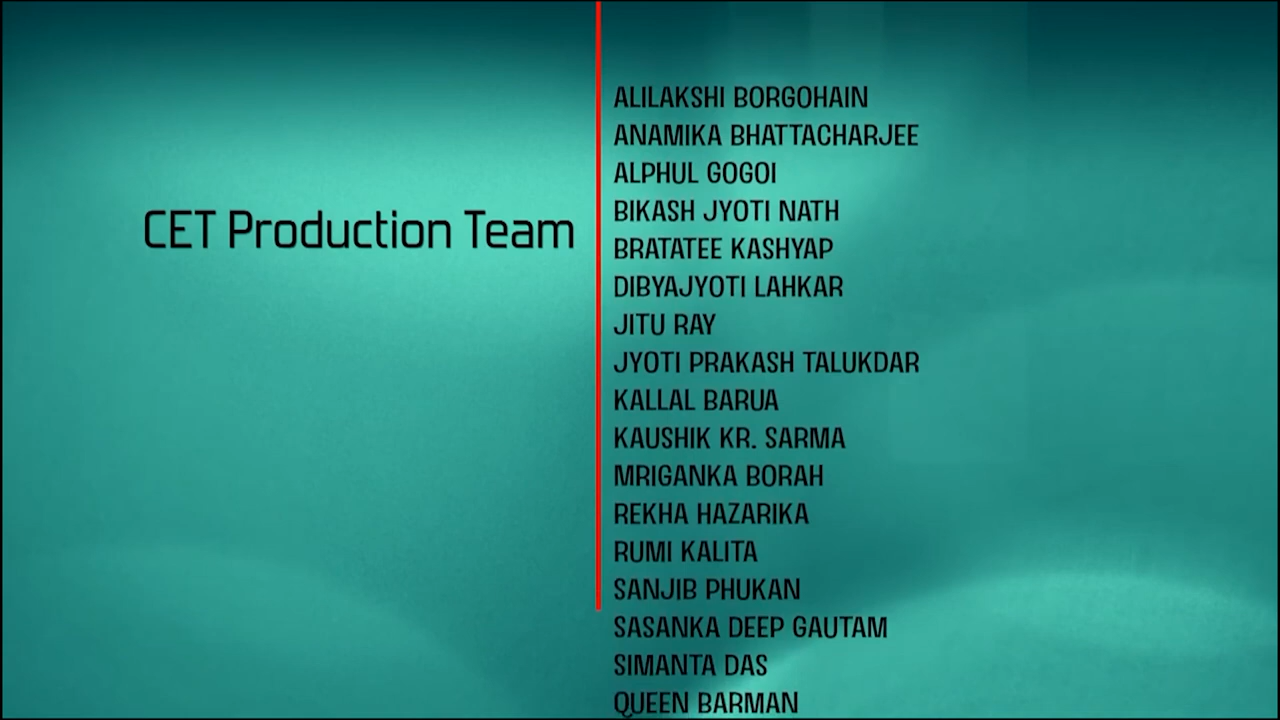 CET Production Team
ALILAKSHI BORGOHAIN
ANAMIKA BHATTACHARJEE
ALPHUL GOGOI
BIKASH JYOTI NATH
BRATATEE KASHYAP
DIBYAJYOTI LAHKAR
JITU RAY
JYOTI PRAKASH TALUKDAR
KALLAL BARUA
KAUSHIK KR. SARMA
MRIGANKA BORAH
REKHA HAZARIKA
RUMI KALITA
SANJIB PHUKAN
SASANKA DEEP GAUTAM
SIMANTA DAS
QUEEN BARMAN